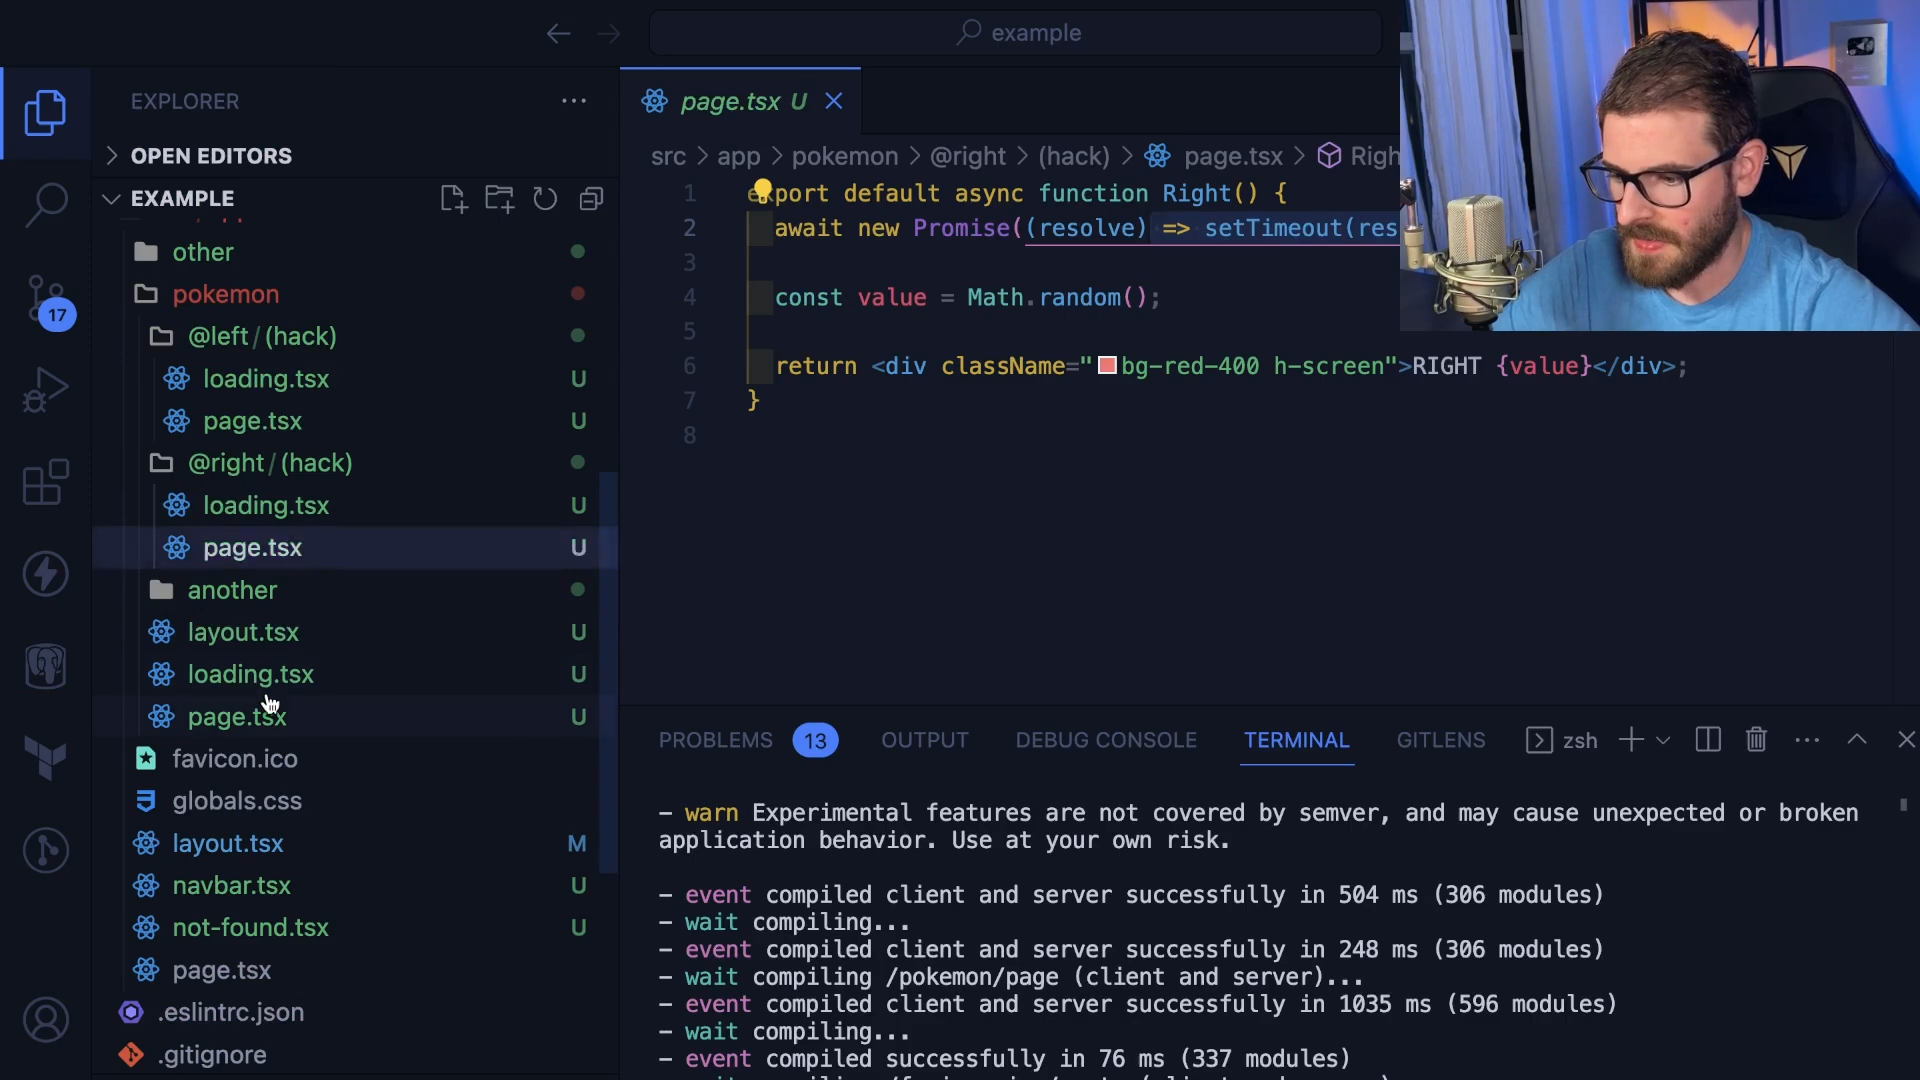 example
EXPLORER
OPEN EDITORS
EXAMPLE
other
pokemon
@left/(hack)
loading.tsx U
page.tsx U
@right/(hack)
loading.tsx U
page.tsx U
another
layout.tsx U
loading.tsx U
page.tsx U
favicon.ico
globals.css
layout.tsx M
navbar.tsx U
not-found.tsx U
page.tsx
.eslintrc.json
.gitignore
17
page.tsx U
src > app > pokemon > @right > (hack) > page.tsx > Righ
1 export default async function Right() {
2 await new Promise((resolve) => setTimeout(res
3
4 const value = Math.random();
5
6 return <div className="bg-red-400 h-screen">RIGHT {value}</div>;
7 }
8
PROBLEMS 13 OUTPUT DEBUG CONSOLE TERMINAL GITLENS zsh
- warn Experimental features are not covered by semver, and may cause unexpected or broken
application behavior. Use at your own risk.
- event compiled client and server successfully in 504 ms (306 modules)
- wait compiling...
- event compiled client and server successfully in 248 ms (306 modules)
- wait compiling /pokemon/page (client and server)...
- event compiled client and server successfully in 1035 ms (596 modules)
- wait compiling...
- event compiled successfully in 76 ms (337 modules)